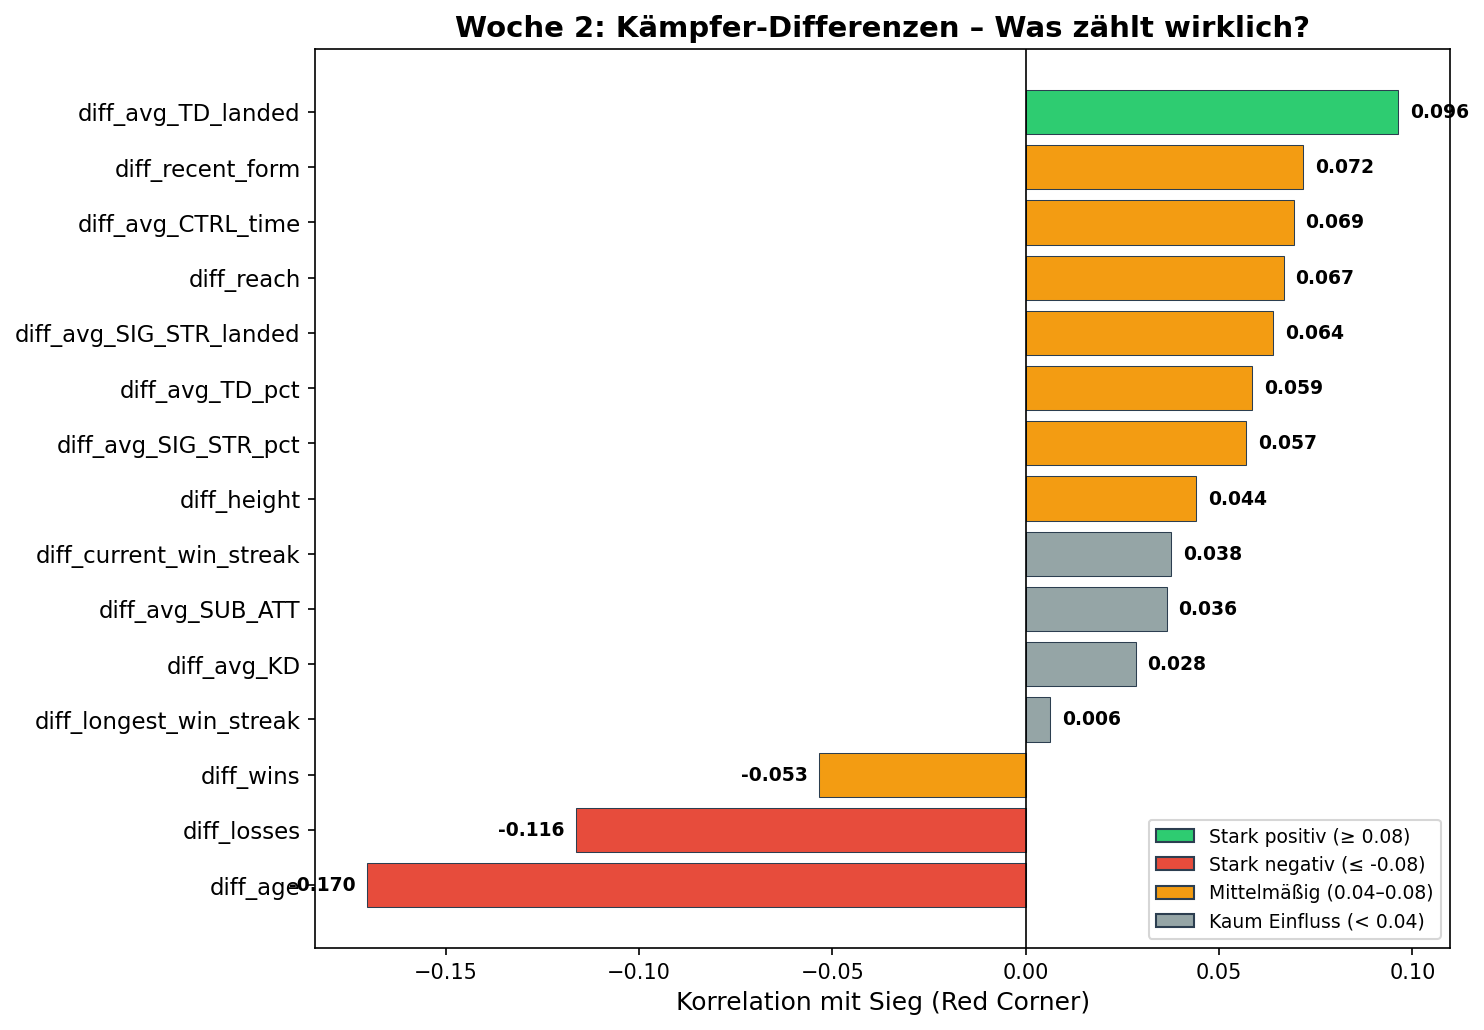 Woche 2: Kämpfer-Differenzen – Was zählt wirklich?
diff_avg_TD_landed 0.096
diff_recent_form 0.072
diff_avg_CTRL_time 0.069
diff_reach 0.067
diff_avg_SIG_STR_landed 0.064
diff_avg_TD_pct 0.059
diff_avg_SIG_STR_pct 0.057
diff_height 0.044
diff_current_win_streak 0.038
diff_avg_SUB_ATT 0.036
diff_avg_KD 0.028
diff_longest_win_streak 0.006
diff_wins -0.053
diff_losses -0.116
diff_age -0.170
Stark positiv (≥ 0.08)
Stark negativ (≤ -0.08)
Mittelmäßig (0.04–0.08)
Kaum Einfluss (< 0.04)
−0.15 −0.10 −0.05 0.00 0.05 0.10
Korrelation mit Sieg (Red Corner)